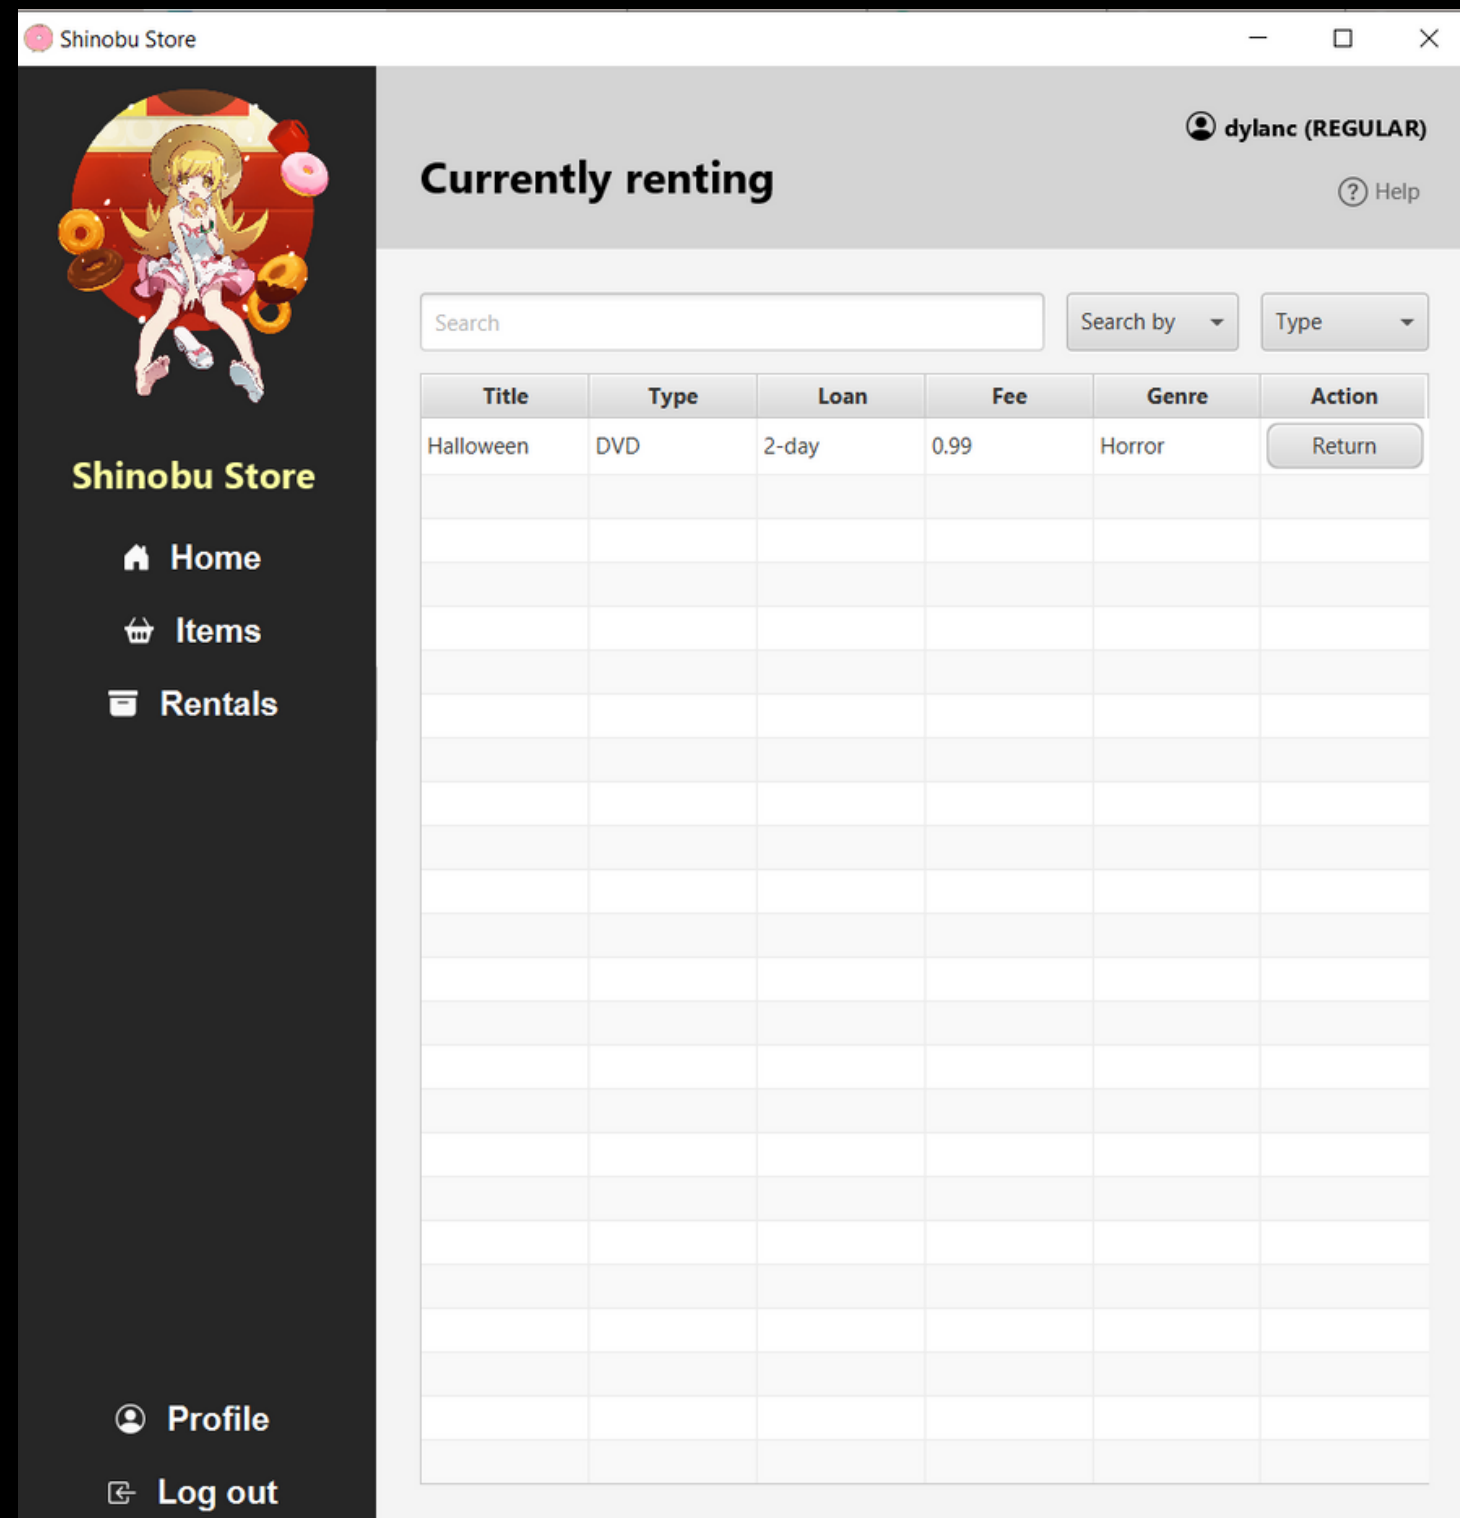 Shinobu Store
dylanc (REGULAR)
Currently renting
Help
Search
Search by
Type
Title Type Loan Fee Genre Action
Halloween DVD 2-day 0.99 Horror Return
Shinobu Store
Home
Items
Rentals
Profile
Log out